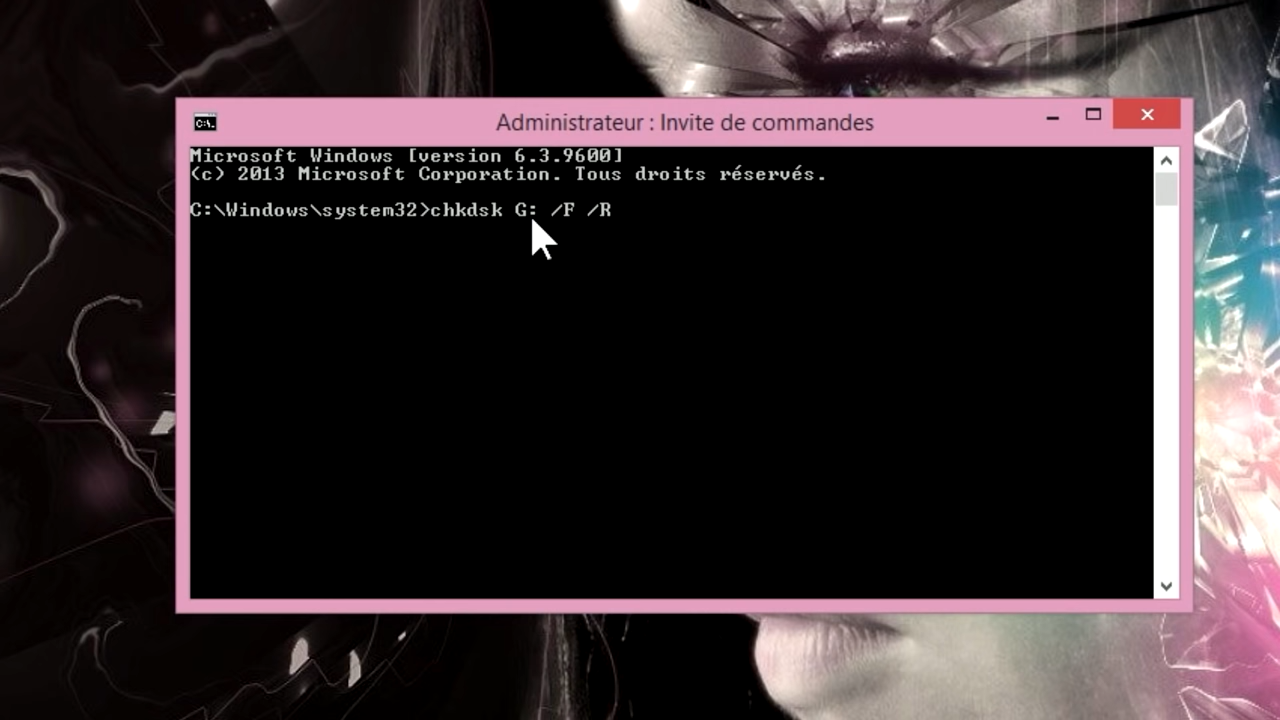 Administrateur : Invite de commandes
Microsoft Windows [version 6.3.9600]
(c) 2013 Microsoft Corporation. Tous droits réservés.
C:\Windows\system32>chkdsk G: /F /R